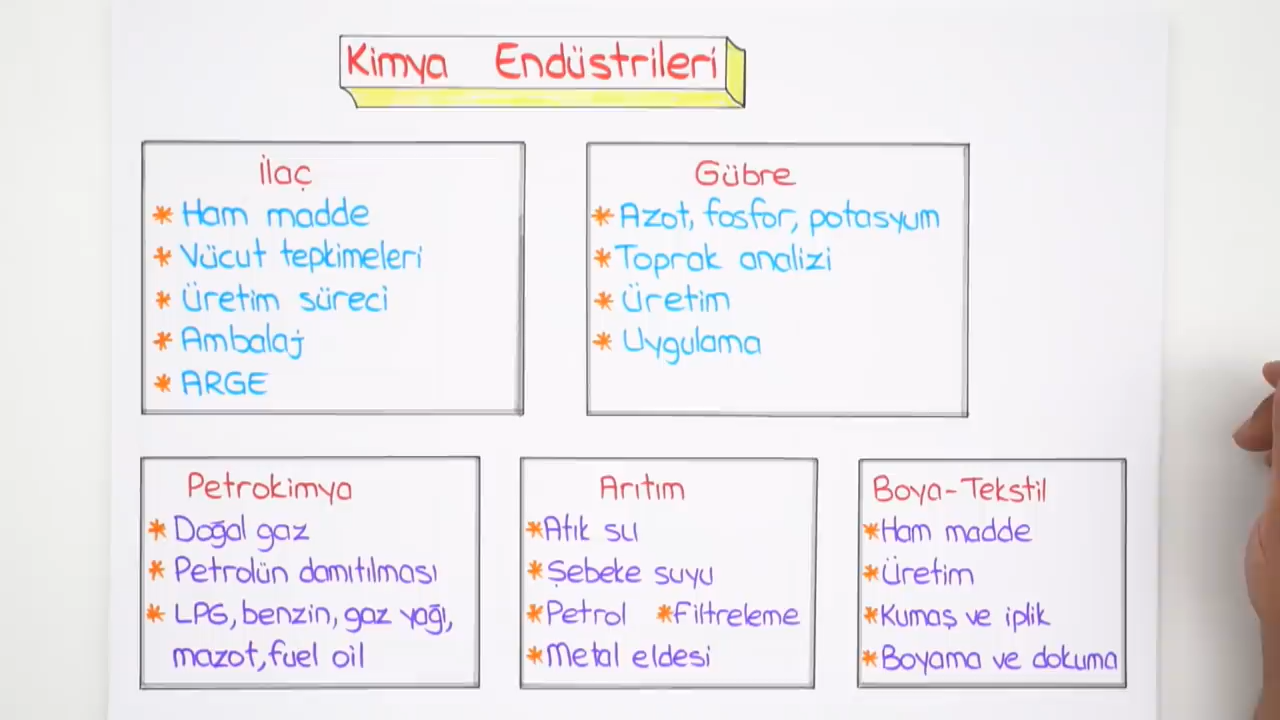 Kimya Endüstrileri
İlaç
* Ham madde
* Vücut tepkimeleri
* Üretim süreci
* Ambalaj
* ARGE
Gübre
* Azot, fosfor, potasyum
* Toprak analizi
* Üretim
* Uygulama
Petrokimya
* Doğal gaz
* Petrolün damıtılması
* LPG, benzin, gaz yağı,
mazot, fuel oil
Arıtım
* Atık su
* Şebeke suyu
* Petrol * Filtreleme
* Metal eldesi
Boya-Tekstil
* Ham madde
* Üretim
* Kumaş ve iplik
* Boyama ve dokuma